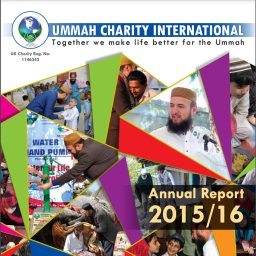 UMMAH CHARITY INTERNATIONAL
Together we make life better for the Ummah
UK Charity Reg. No:
1146343
WATER
HAND PUMP
Annual Report
2015/16